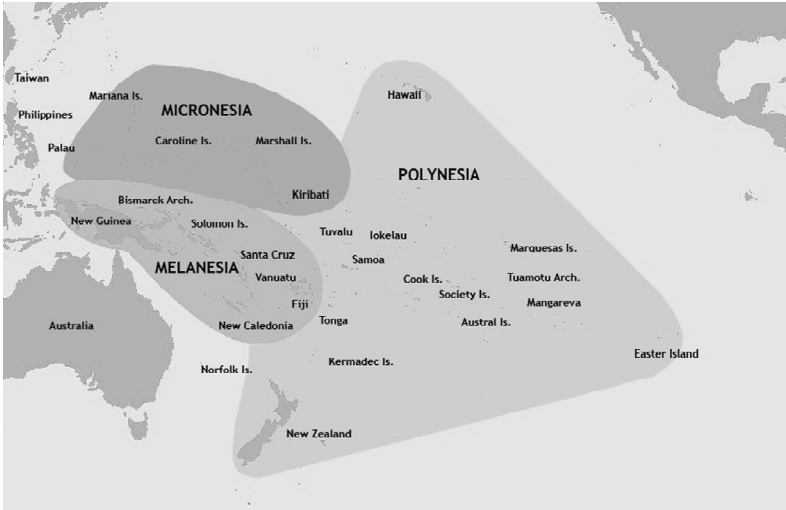 Taiwan
Hawaii
Mariana Is.
MICRONESIA
Philippines
Caroline Is.
Marshall Is.
Palau
POLYNESIA
Kiribati
Bismarck Arch.
New Guinea
Solomon Is.
Tuvalu
Iokelau
Marquesas Is.
Santa Cruz
Samoa
MELANESIA
Vanuatu
Cook Is.
Tuamotu Arch.
Society Is.
Fiji
Mangareva
Australia
New Caledonia
Tonga
Austral Is.
Easter Island
Norfolk Is.
Kermadec Is.
New Zealand